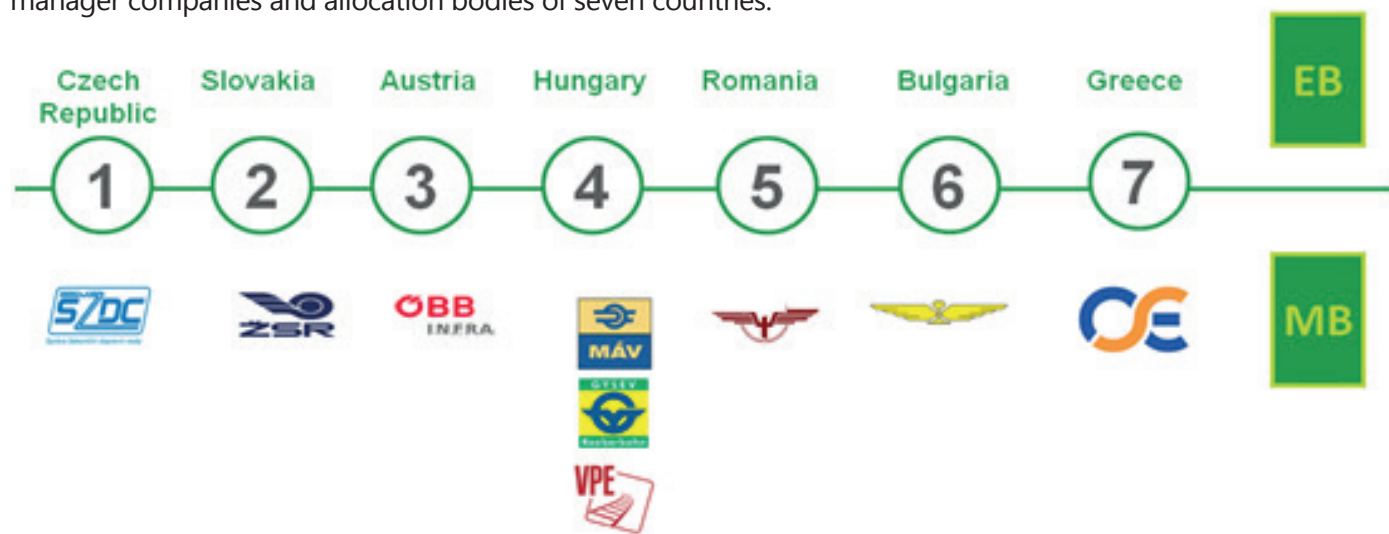 manager companies and allocation bodies of seven countries.
Czech Republic
Slovakia
Austria
Hungary
Romania
Bulgaria
Greece
EB
1
2
3
4
5
6
7
SŽDC
ŽSR
ÖBB
INFRA
MÁV
GYSEV
VPE
OSE
MB